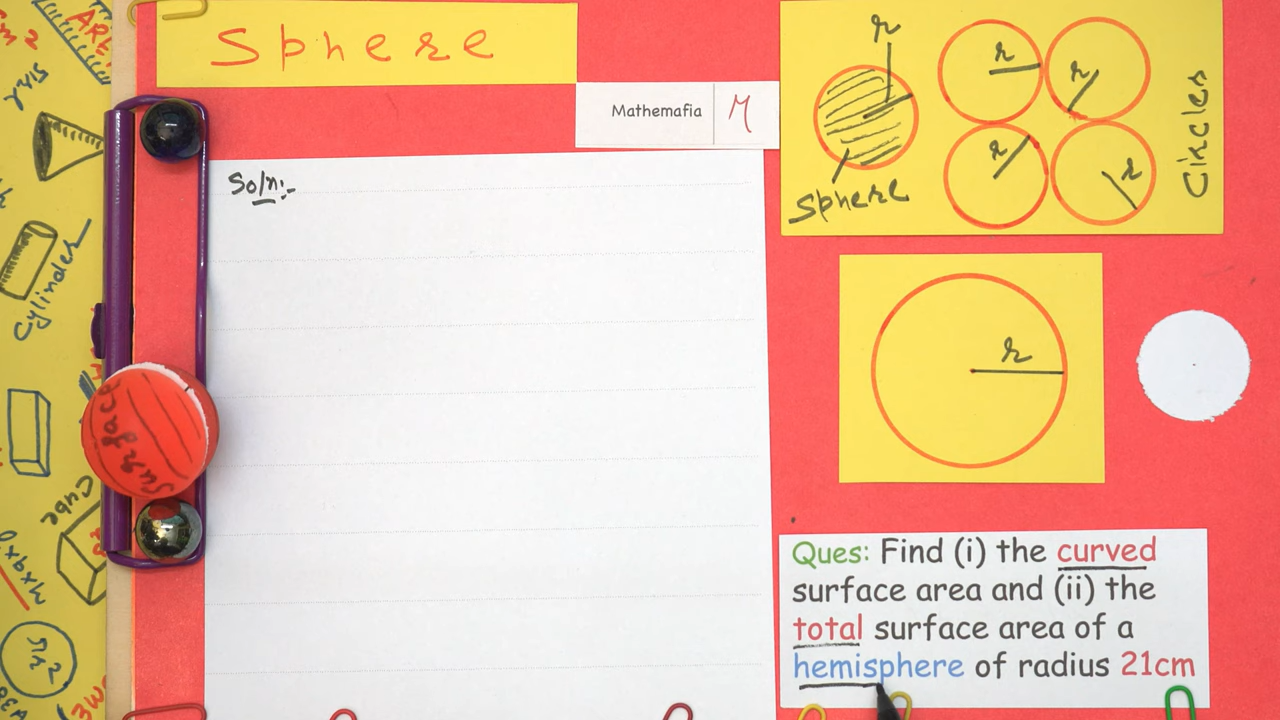 Sphere
Mathemafia M
r
r
r
r
r
Sphere
Circles
Soln:-
r
Surface
Cylinder
Cube
Ques: Find (i) the curved
surface area and (ii) the
total surface area of a
hemisphere of radius 21cm